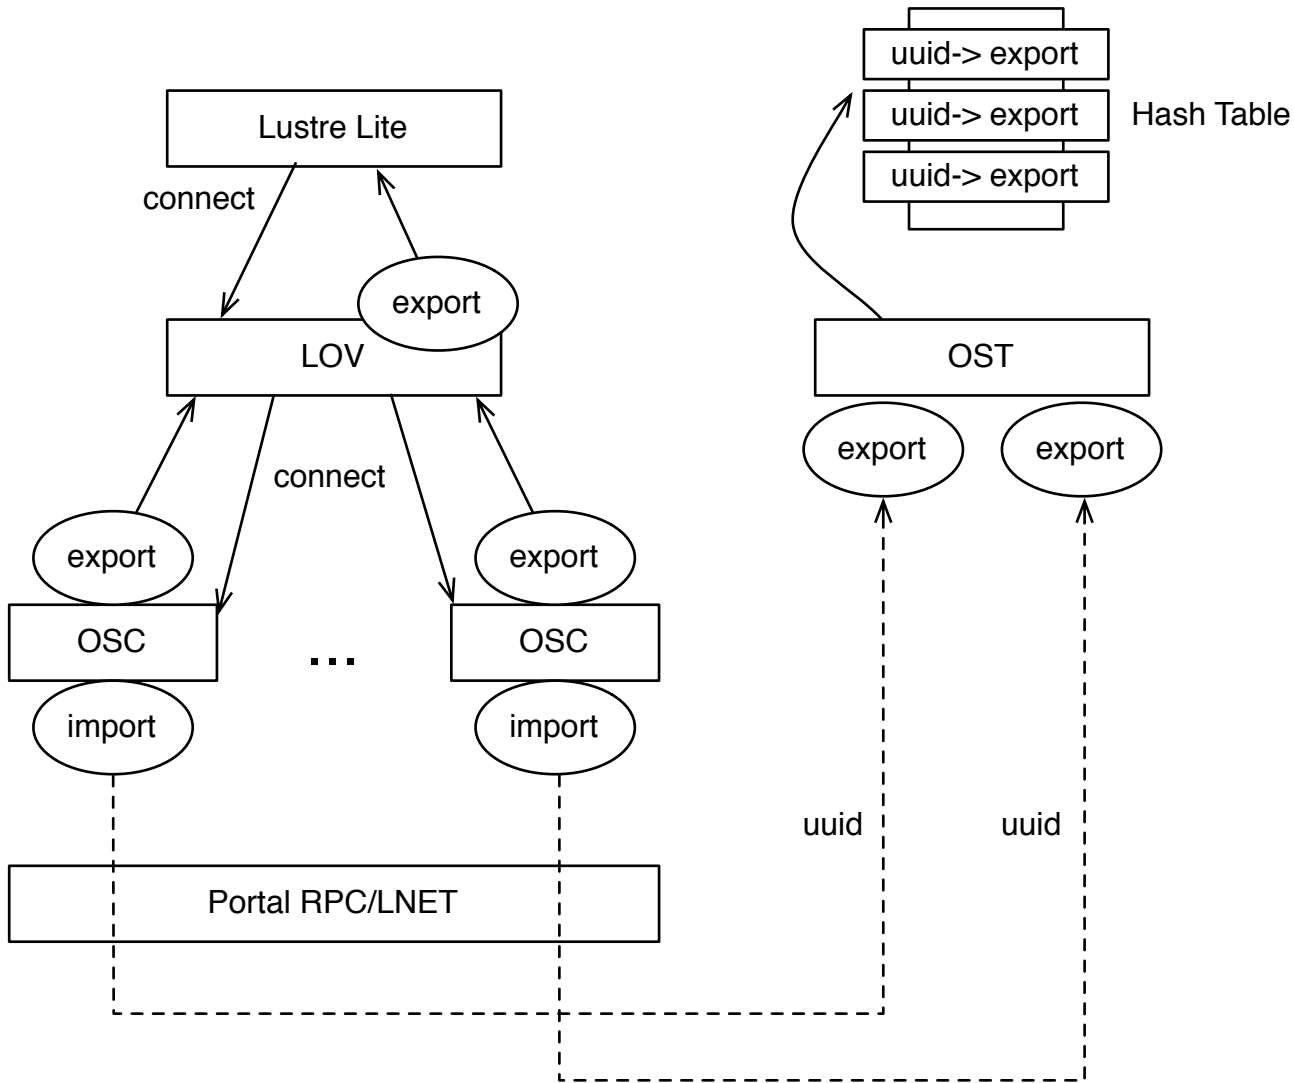 uuid-> export
uuid-> export
Hash Table
uuid-> export
Lustre Lite
connect
export
LOV
OST
export
export
connect
export
export
OSC
...
OSC
import
import
uuid
uuid
Portal RPC/LNET